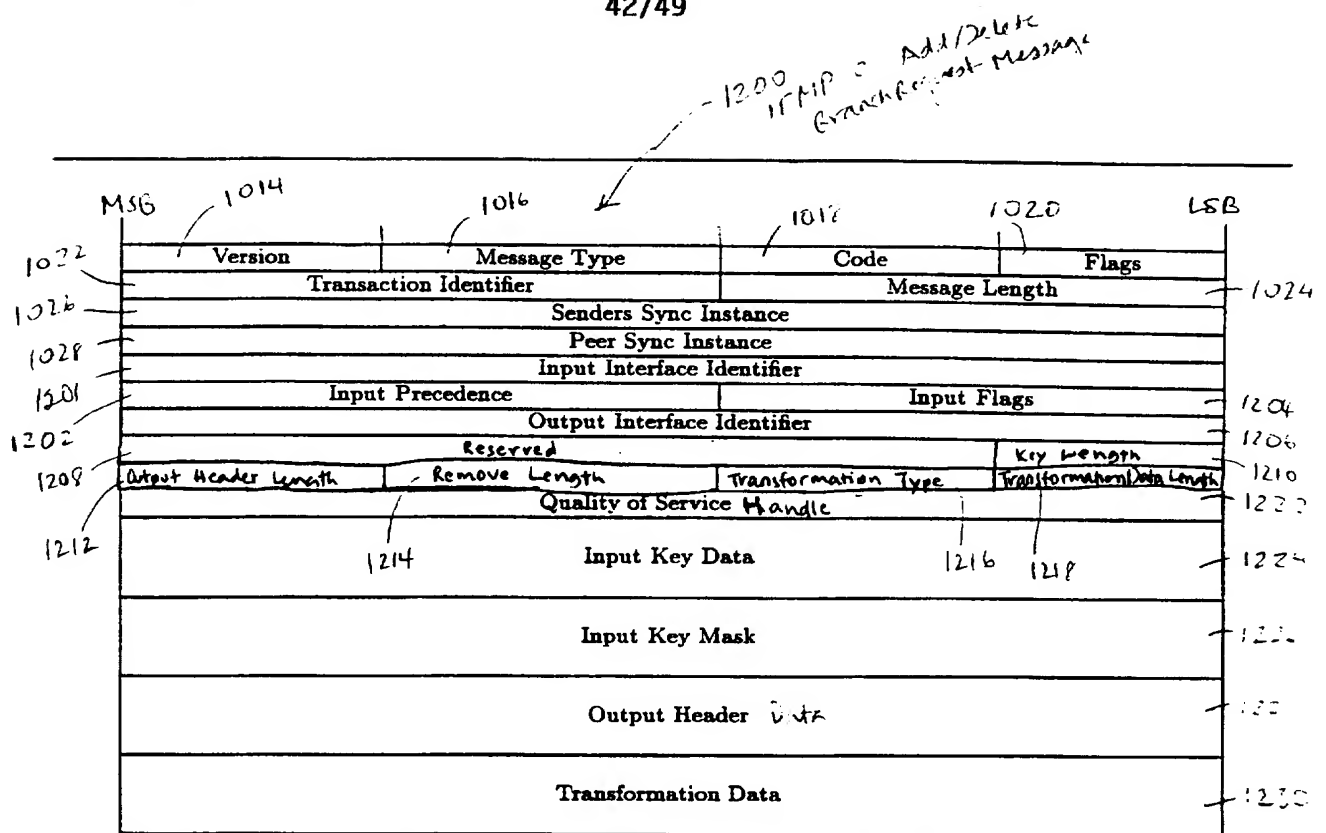 42/49
1200 Add/Delete
Message
MSB 1014 1016 1018 1020 LSB
Version Message Type Code Flags
1022 Transaction Identifier Message Length 1024
1026 Senders Sync Instance
1028 Peer Sync Instance
1201 Input Interface Identifier
1202 Input Precedence Input Flags 1204
Output Interface Identifier 1206
1208 Reserved Key Length 1210
1212 Output Header Length Remove Length Transformation Type Transformation Data Length
Quality of Service Handle
1214 Input Key Data 1216 1218
Input Key Mask
Output Header Data
Transformation Data 1230